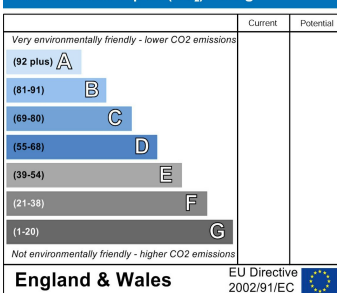 Current Potential
Very environmentally friendly - lower CO2 emissions
(92 plus) A
(81-91) B
(69-80) C
(55-68) D
(39-54) E
(21-38) F
(1-20) G
Not environmentally friendly - higher CO2 emissions
England & Wales
EU Directive
2002/91/EC